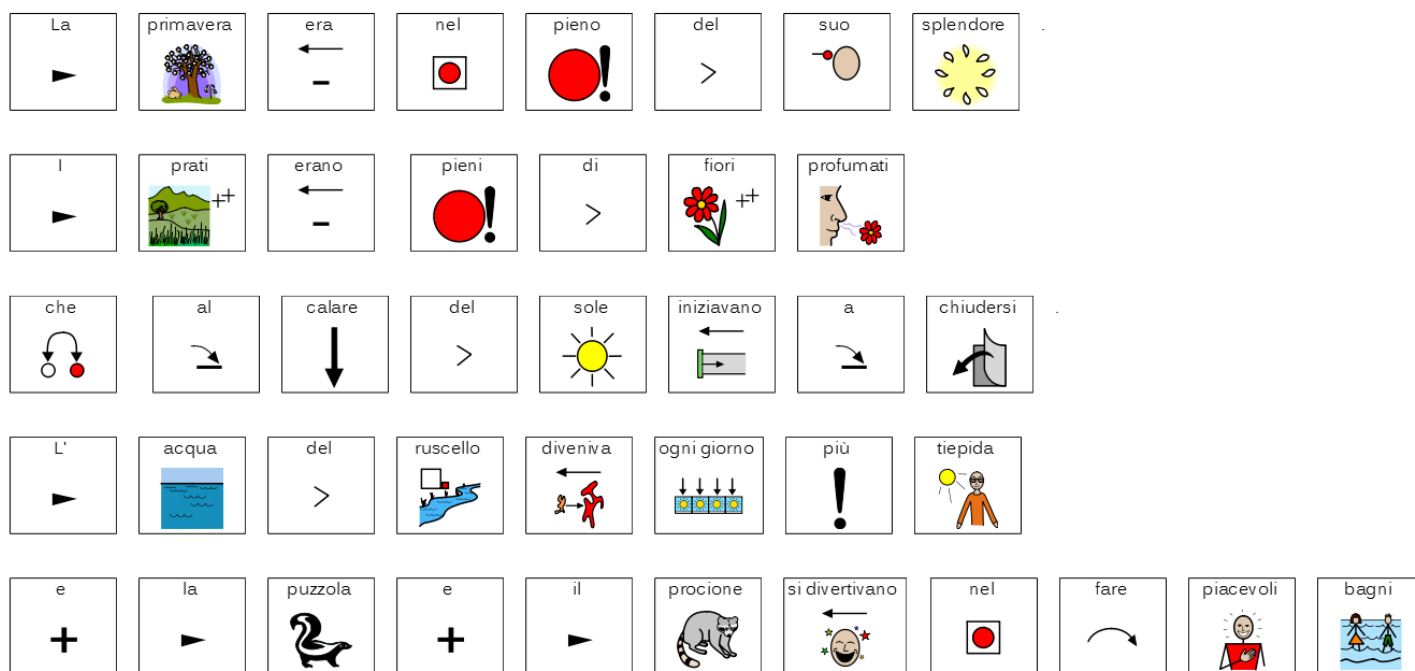 La primavera era nel pieno del suo splendore .
I prati erano pieni di fiori profumati
che al calare del sole iniziavano a chiudersi .
L' acqua del ruscello diveniva ogni giorno più tiepida
e la puzzola e il procione si divertivano nel fare piacevoli bagni